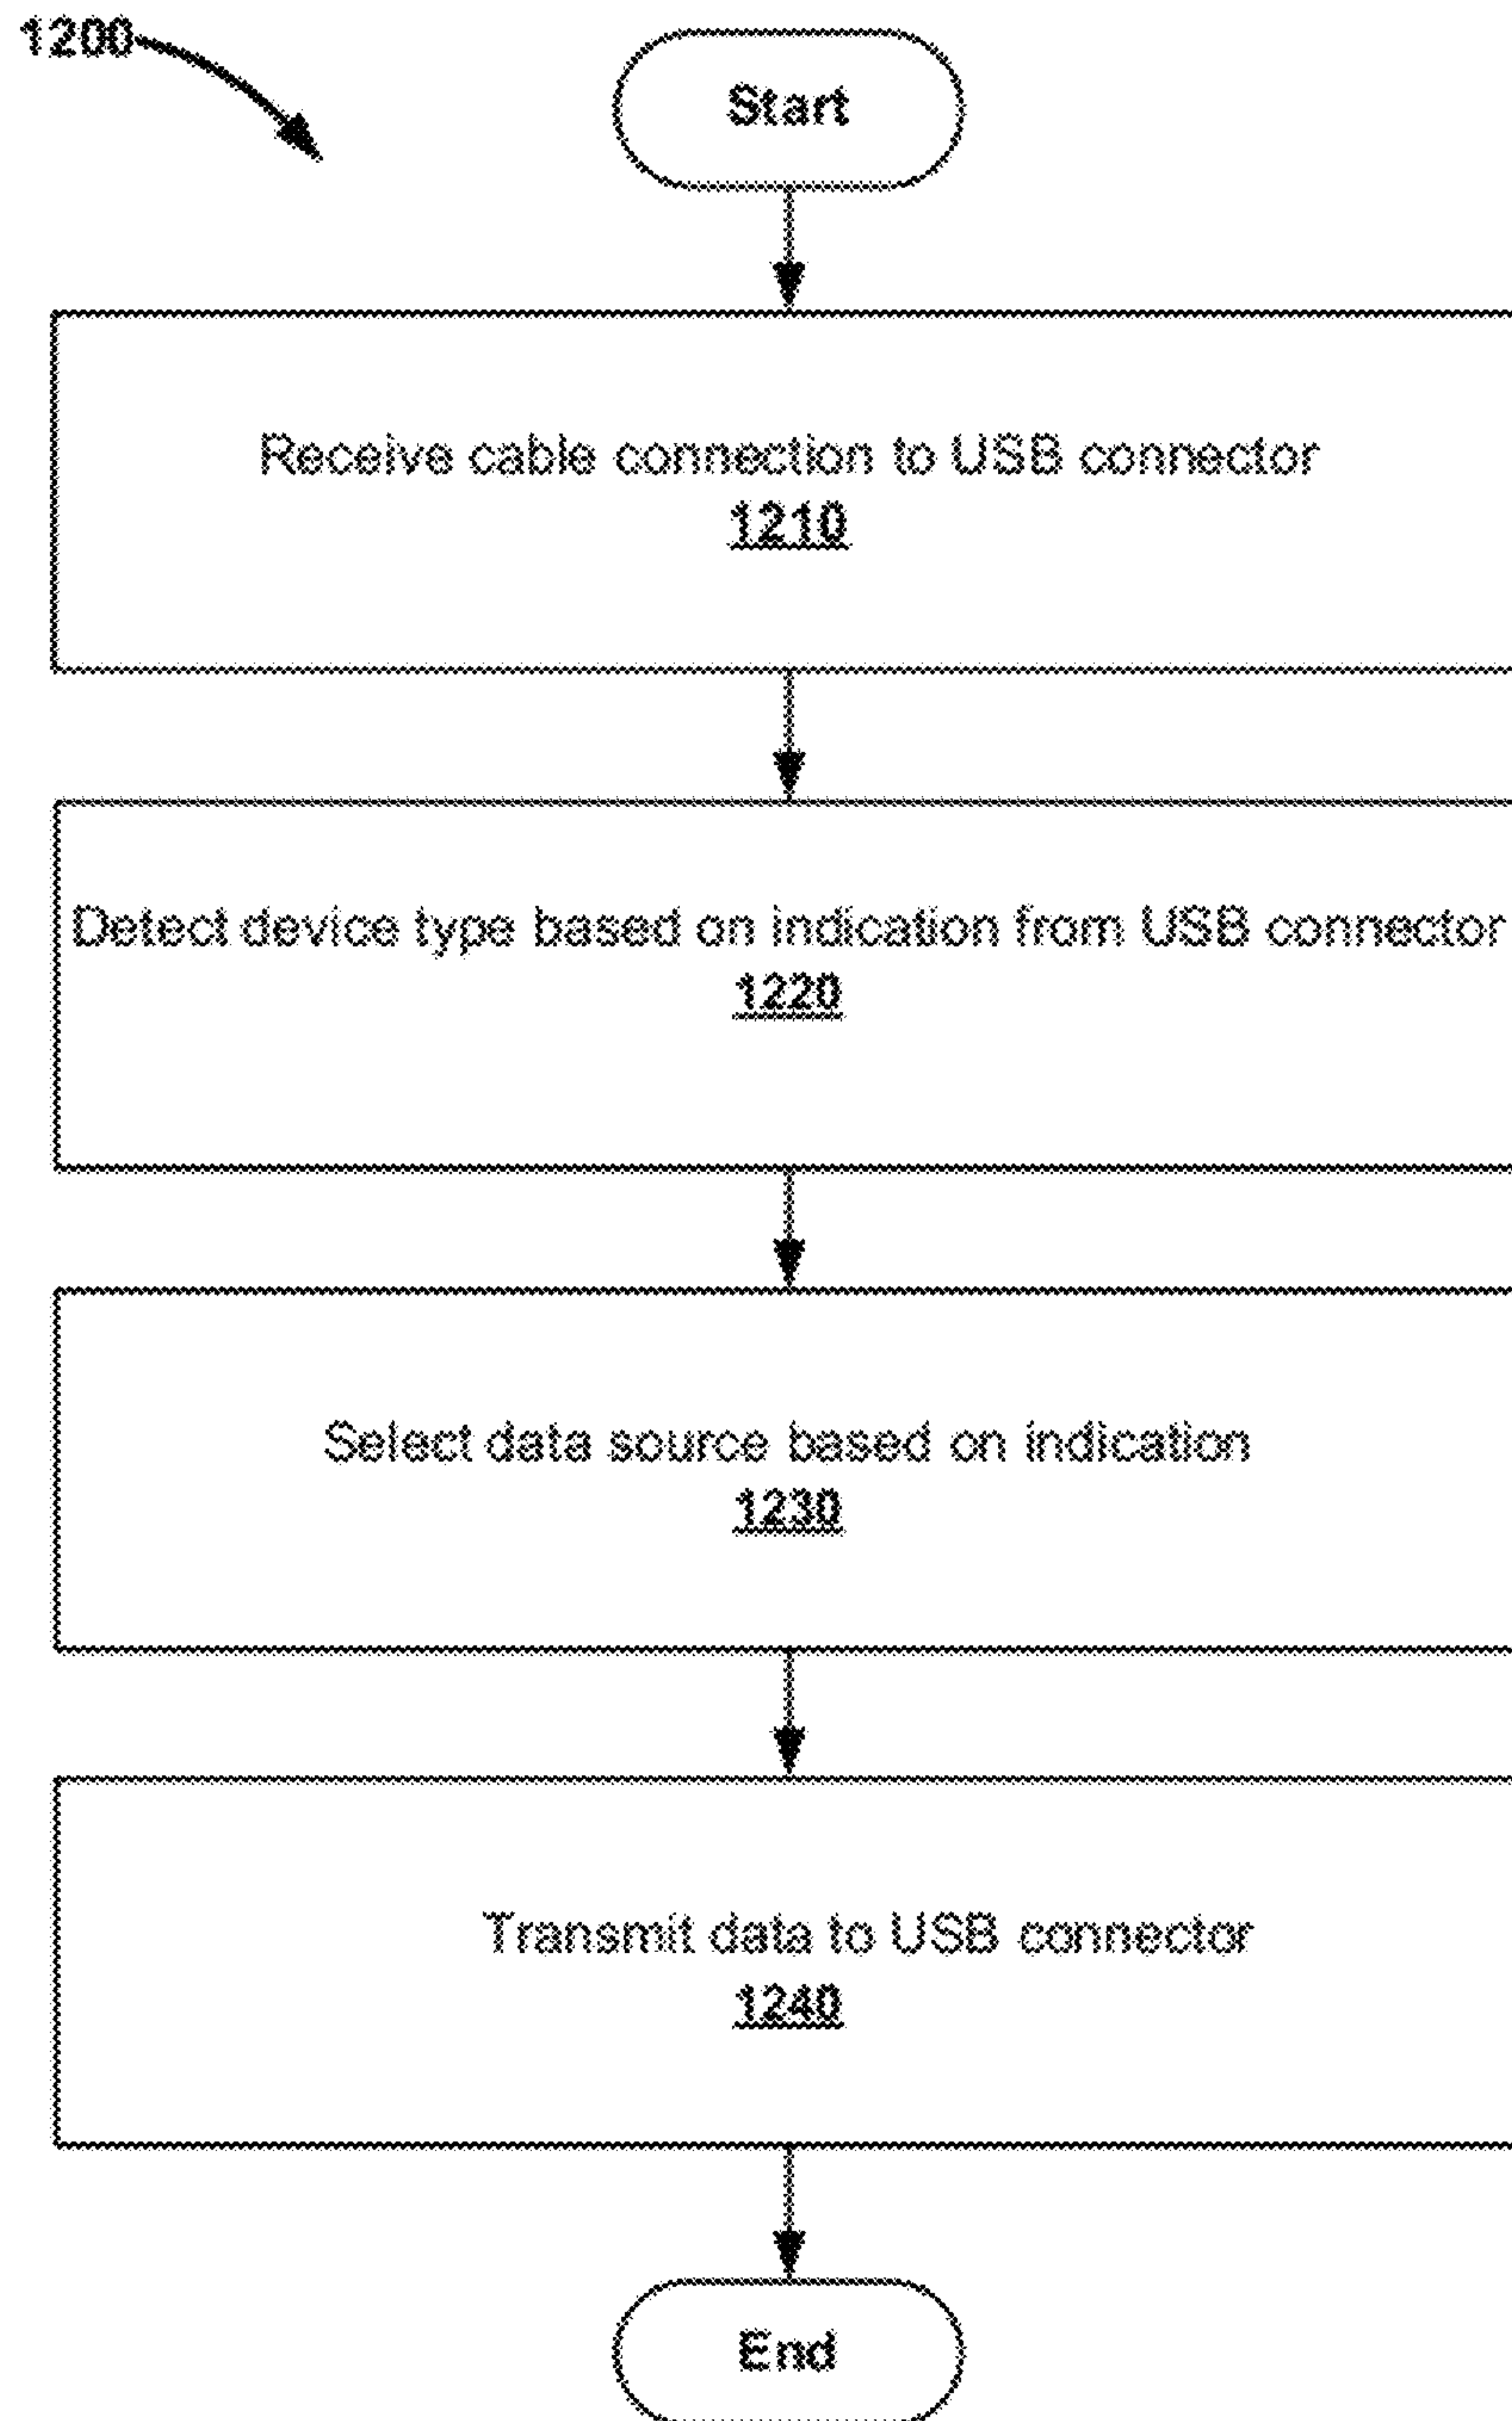 1200
Start
Receive cable connection to USB connector
1210
Detect device type based on indication from USB connector
1220
Select data source based on indication
1230
Transmit data to USB connector
1240
End